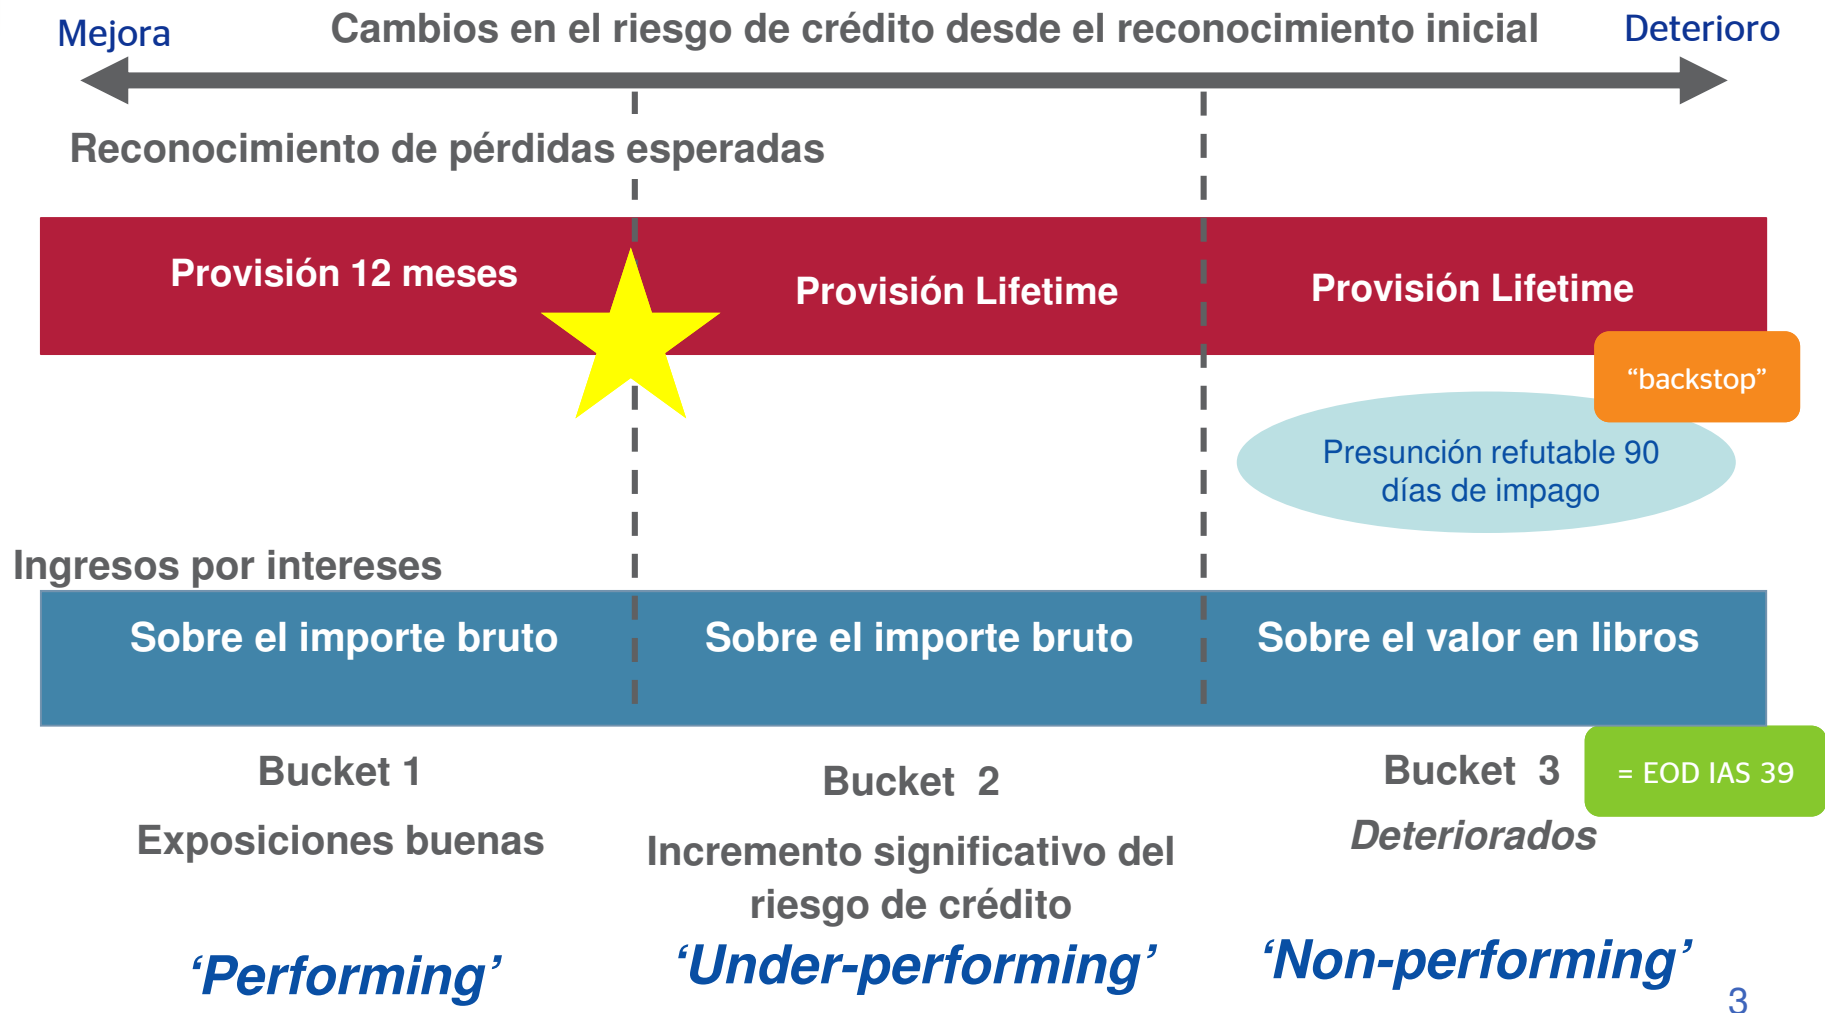 Mejora
Cambios en el riesgo de crédito desde el reconocimiento inicial
Deterioro
Reconocimiento de pérdidas esperadas
Provisión 12 meses
Provisión Lifetime
Provisión Lifetime
“backstop”
Presunción refutable 90
días de impago
Ingresos por intereses
Sobre el importe bruto
Sobre el importe bruto
Sobre el valor en libros
Bucket 1
Exposiciones buenas
‘Performing’
Bucket 2
Incremento significativo del
riesgo de crédito
‘Under-performing’
Bucket 3
= EOD IAS 39
Deteriorados
‘Non-performing’
3